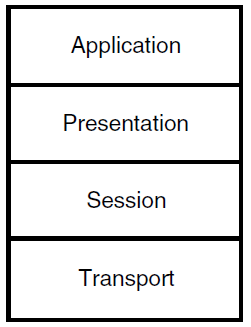 Application
Presentation
Session
Transport